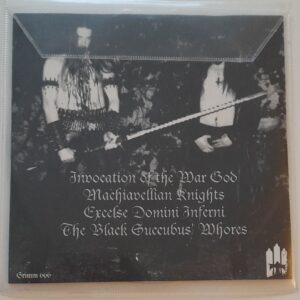 Invocation of the War God
Machiavellian Knights
Excelse Domini Inferni
The Black Succubus' Whores
Grimm 666